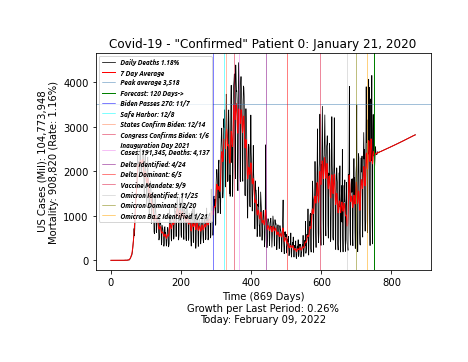 Covid-19 - "Confirmed" Patient 0: January 21, 2020
US Cases (Mil): 104,773,948
Mortality: 908,820 (Rate: 1.16%)
4000
3000
2000
1000
0
Daily Deaths 1.18%
7 Day Average
Peak average 3,518
Forecast: 120 Days->
Biden Passes 270: 11/7
Safe Harbor: 12/8
States Confirm Biden: 12/14
Congress Confirms Biden: 1/6
Inauguration Day 2021
Cases: 191,345, Deaths: 4,137
Delta Identified: 4/24
Delta Dominant: 6/5
Vaccine Mandate: 9/9
Omicron Identified: 11/25
Omicron Dominant 12/20
Omicron Ba.2 Identified 1/21
0 200 400 600 800
Time (869 Days)
Growth per Last Period: 0.26%
Today: February 09, 2022